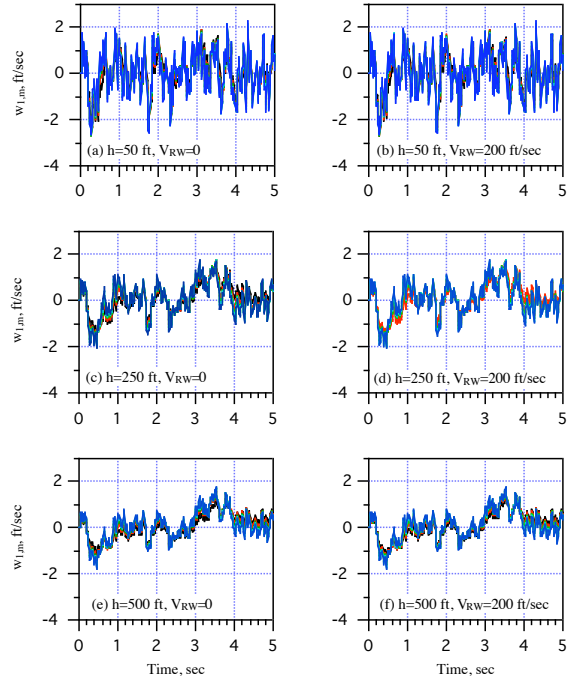 2
0
-2
-4
w1,m, ft/sec
(a) h=50 ft, VRW=0
0 1 2 3 4 5
2
0
-2
-4
w1,m, ft/sec
(b) h=50 ft, VRW=200 ft/sec
0 1 2 3 4 5
2
0
-2
-4
w1,m, ft/sec
(c) h=250 ft, VRW=0
0 1 2 3 4 5
2
0
-2
-4
(d) h=250 ft, VRW=200 ft/sec
0 1 2 3 4 5
2
0
-2
-4
w1,m, ft/sec
(e) h=500 ft, VRW=0
0 1 2 3 4 5
Time, sec
2
0
-2
-4
(f) h=500 ft, VRW=200 ft/sec
0 1 2 3 4 5
Time, sec